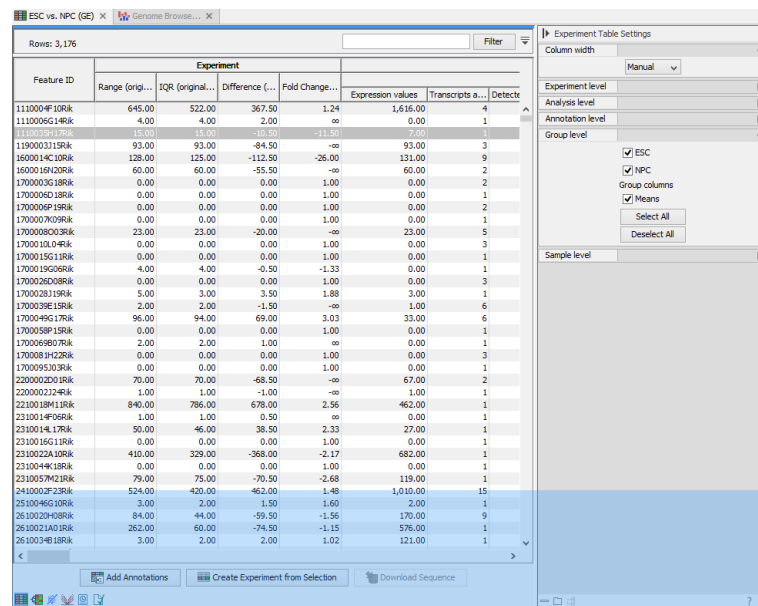 ESC vs. NPC (GE) × Genome Browse... ×
Rows: 3,176 Filter
Experiment
Feature ID Range (origi... IQR (original... Difference (... Fold Change... Expression values Transcripts a... Detecte
1110004F10Rik 645.00 522.00 367.50 1.24 1,616.00 4
1110006G14Rik 4.00 4.00 2.00 ∞ 0.00 1
1110035H17Rik 15.00 15.00 -10.50 -11.50 7.00 1
1190003J15Rik 93.00 93.00 -84.50 -∞ 93.00 3
1600014C10Rik 128.00 125.00 -112.50 -26.00 131.00 9
1600016N20Rik 60.00 60.00 -55.50 -∞ 60.00 2
1700003G18Rik 0.00 0.00 0.00 1.00 0.00 2
1700006D18Rik 0.00 0.00 0.00 1.00 0.00 1
1700006P19Rik 0.00 0.00 0.00 1.00 0.00 2
1700007K09Rik 0.00 0.00 0.00 1.00 0.00 1
1700008O03Rik 23.00 23.00 -20.00 -∞ 23.00 5
1700010L04Rik 0.00 0.00 0.00 1.00 0.00 3
1700015G11Rik 0.00 0.00 0.00 1.00 0.00 1
1700019G06Rik 4.00 4.00 -0.50 -1.33 0.00 1
1700026D08Rik 0.00 0.00 0.00 1.00 0.00 3
1700028J19Rik 5.00 3.00 3.50 1.88 3.00 1
1700039E15Rik 2.00 2.00 -1.50 -∞ 1.00 6
1700049G17Rik 96.00 94.00 69.00 3.03 33.00 6
1700058P15Rik 0.00 0.00 0.00 1.00 0.00 1
1700069B07Rik 2.00 2.00 1.00 ∞ 0.00 1
1700081H22Rik 0.00 0.00 0.00 1.00 0.00 3
1700095J03Rik 0.00 0.00 0.00 1.00 0.00 1
2200002D01Rik 70.00 70.00 -68.50 -∞ 67.00 2
2200002J24Rik 1.00 1.00 -1.00 -∞ 1.00 1
2210018M11Rik 840.00 786.00 678.00 2.56 462.00 1
2310014F06Rik 1.00 1.00 0.50 ∞ 0.00 1
2310014L17Rik 50.00 46.00 38.50 2.33 27.00 1
2310016G11Rik 0.00 0.00 0.00 1.00 0.00 1
2310022A10Rik 410.00 329.00 -368.00 -2.17 682.00 1
2310044K18Rik 0.00 0.00 0.00 1.00 0.00 1
2310057M21Rik 79.00 75.00 -70.50 -2.68 119.00 1
2410002F23Rik 524.00 420.00 462.00 1.48 1,010.00 15
2510046G10Rik 3.00 2.00 1.50 1.60 2.00 1
2610020H08Rik 84.00 44.00 -59.50 -1.56 170.00 9
2610021A01Rik 262.00 60.00 -74.50 -1.15 576.00 1
2610034B18Rik 3.00 2.00 2.00 1.02 121.00 1
Add Annotations Create Experiment from Selection Download Sequence
Experiment Table Settings
Column width
Manual
Experiment level
Analysis level
Annotation level
Group level
ESC
NPC
Group columns
Means
Select All
Deselect All
Sample level
?